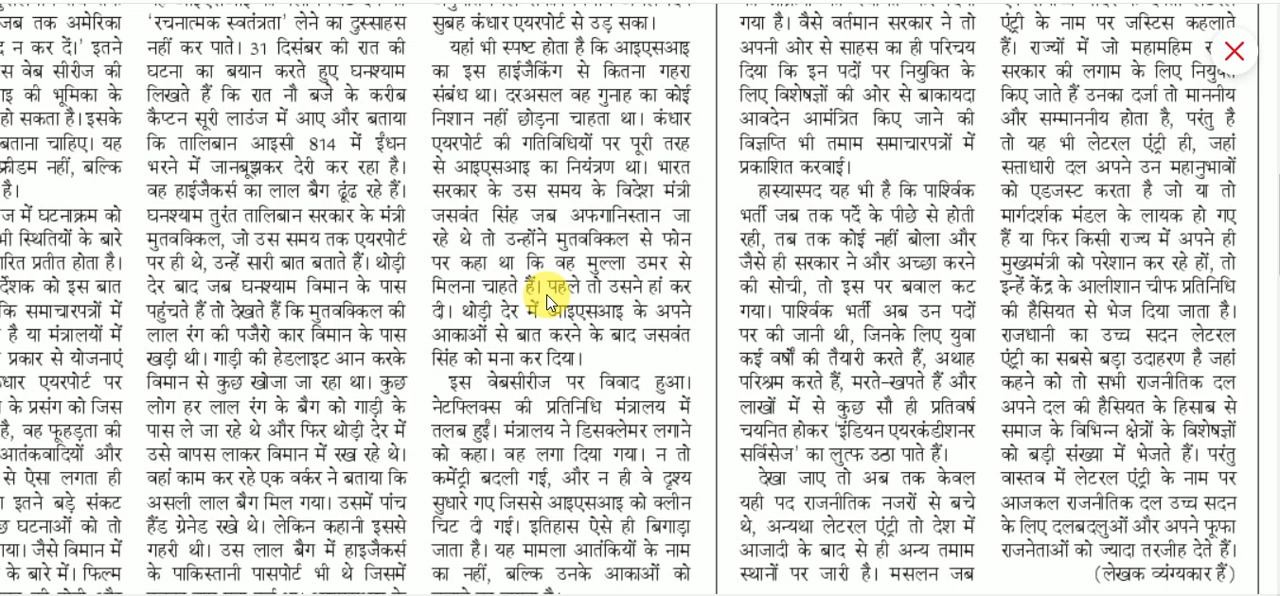 जब तक अमेरिका
द न कर दें।' इतने
स वेब सीरीज की
इ की भूमिका के
हो सकता है। इसके
बताना चाहिए। यह
फ्रीडम नहीं, बल्कि
है।
ज में घटनाक्रम को
भी स्थितियों के बारे
ारित प्रतीत होता है।
र्देशक को इस बात
कि समाचारपत्रों में
है या मंत्रालयों में
प्रकार से योजनाएं
धार एयरपोर्ट पर
के प्रसंग को जिस
है, वह फूहड़ता की
आतंकवादियों और
से ऐसा लगता ही
इतने बड़े संकट
छ घटनाओं को तो
गया। जैसे विमान में
के बारे में। फिल्म
'रचनात्मक स्वतंत्रता' लेने का दुस्साहस
नहीं कर पाते। 31 दिसंबर की रात की
घटना का बयान करते हुए घनश्याम
लिखते हैं कि रात नौ बजे के करीब
कैप्टन सूरी लाउंज में आए और बताया
कि तालिबान आइसी 814 में ईंधन
भरने में जानबूझकर देरी कर रहा है।
वह हाईजैकर्स का लाल बैग ढूंढ रहे हैं।
घनश्याम तुरंत तालिबान सरकार के मंत्री
मुतवक्किल, जो उस समय तक एयरपोर्ट
पर ही थे, उन्हें सारी बात बताते हैं। थोड़ी
देर बाद जब घनश्याम विमान के पास
पहुंचते हैं तो देखते हैं कि मुतवक्किल की
लाल रंग की पजैरो कार विमान के पास
खड़ी थी। गाड़ी की हेडलाइट आन करके
विमान से कुछ खोजा जा रहा था। कुछ
लोग हर लाल रंग के बैग को गाड़ी के
पास ले जा रहे थे और फिर थोड़ी देर में
उसे वापस लाकर विमान में रख रहे थे।
वहां काम कर रहे एक वर्कर ने बताया कि
असली लाल बैग मिल गया। उसमें पांच
हैंड ग्रेनेड रखे थे। लेकिन कहानी इससे
गहरी थी। उस लाल बैग में हाइजैकर्स
के पाकिस्तानी पासपोर्ट भी थे जिसमें
सुबह कंधार एयरपोर्ट से उड़ सका।
यहां भी स्पष्ट होता है कि आइएसआइ
का इस हाईजैकिंग से कितना गहरा
संबंध था। दरअसल वह गुनाह का कोई
निशान नहीं छोड़ना चाहता था। कंधार
एयरपोर्ट की गतिविधियों पर पूरी तरह
से आइएसआइ का नियंत्रण था। भारत
सरकार के उस समय के विदेश मंत्री
जसवंत सिंह जब अफगानिस्तान जा
रहे थे तो उन्होंने मुतवक्किल से फोन
पर कहा था कि वह मुल्ला उमर से
मिलना चाहते हैं। पहले तो उसने हां कर
दी। थोड़ी देर में आइएसआइ के अपने
आकाओं से बात करने के बाद जसवंत
सिंह को मना कर दिया।
इस वेबसीरीज पर विवाद हुआ।
नेटफ्लिक्स की प्रतिनिधि मंत्रालय में
तलब हुईं। मंत्रालय ने डिसक्लेमर लगाने
को कहा। वह लगा दिया गया। न तो
कमेंट्री बदली गई, और न ही वे दृश्य
सुधारे गए जिससे आइएसआइ को क्लीन
चिट दी गई। इतिहास ऐसे ही बिगाड़ा
जाता है। यह मामला आतंकियों के नाम
का नहीं, बल्कि उनके आकाओं को
गया है। वैसे वर्तमान सरकार ने तो
अपनी ओर से साहस का ही परिचय
दिया कि इन पदों पर नियुक्ति के
लिए विशेषज्ञों की ओर से बाकायदा
आवदेन आमंत्रित किए जाने की
विज्ञप्ति भी तमाम समाचारपत्रों में
प्रकाशित करवाई।
हास्यास्पद यह भी है कि पार्श्विक
भर्ती जब तक पर्दे के पीछे से होती
रही, तब तक कोई नहीं बोला और
जैसे ही सरकार ने और अच्छा करने
की सोची, तो इस पर बवाल कट
गया। पार्श्विक भर्ती अब उन पदों
पर की जानी थी, जिनके लिए युवा
कई वर्षों की तैयारी करते हैं, अथाह
परिश्रम करते हैं, मरते-खपते हैं और
लाखों में से कुछ सौ ही प्रतिवर्ष
चयनित होकर 'इंडियन एयरकंडीशनर
सर्विसेज' का लुत्फ उठा पाते हैं।
देखा जाए तो अब तक केवल
यही पद राजनीतिक नजरों से बचे
थे, अन्यथा लेटरल एंट्री तो देश में
आजादी के बाद से ही अन्य तमाम
स्थानों पर जारी है। मसलन जब
एंट्री के नाम पर जस्टिस कहलाते
हैं। राज्यों में जो महामहिम र
सरकार की लगाम के लिए नियुक्त
किए जाते हैं उनका दर्जा तो माननीय
और सम्माननीय होता है, परंतु है
तो यह भी लेटरल एंट्री ही, जहां
सत्ताधारी दल अपने उन महानुभावों
को एडजस्ट करता है जो या तो
मार्गदर्शक मंडल के लायक हो गए
हैं या फिर किसी राज्य में अपने ही
मुख्यमंत्री को परेशान कर रहे हों, तो
इन्हें केंद्र के आलीशान चीफ प्रतिनिधि
की हैसियत से भेज दिया जाता है।
राजधानी का उच्च सदन लेटरल
एंट्री का सबसे बड़ा उदाहरण है जहां
कहने को तो सभी राजनीतिक दल
अपने दल की हैसियत के हिसाब से
समाज के विभिन्न क्षेत्रों के विशेषज्ञों
को बड़ी संख्या में भेजते हैं। परंतु
वास्तव में लेटरल एंट्री के नाम पर
आजकल राजनीतिक दल उच्च सदन
के लिए दलबदलुओं और अपने फूफा
राजनेताओं को ज्यादा तरजीह देते हैं।
(लेखक व्यंग्यकार हैं)